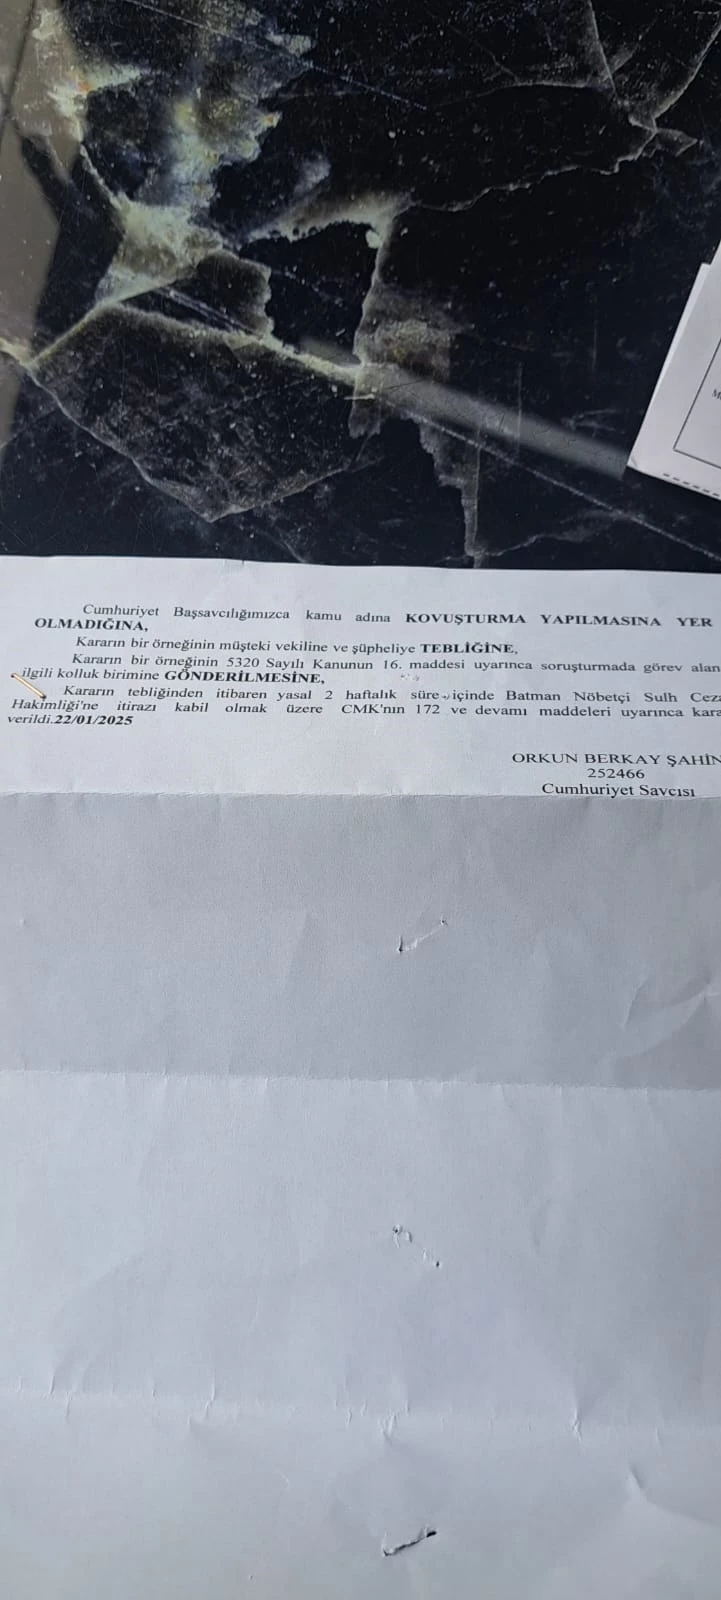 Cumhuriyet Başsavcılığımızca kamu adına KOVUŞTURMA YAPILMASINA YER
OLMADIĞINA,
Kararın bir örneğinin müşteki vekiline ve şüpheliye TEBLİĞİNE,
Kararın bir örneğinin 5320 Sayılı Kanunun 16. maddesi uyarınca soruşturmada görev alan
ilgili kolluk birimine GÖNDERİLMESİNE,
Kararın tebliğinden itibaren yasal 2 haftalık süre içinde Batman Nöbetçi Sulh Ceza
Hakimliği'ne itirazı kabil olmak üzere CMK'nın 172 ve devamı maddeleri uyarınca kara
verildi.22/01/2025
ORKUN BERKAY ŞAHİN
252466
Cumhuriyet Savcısı